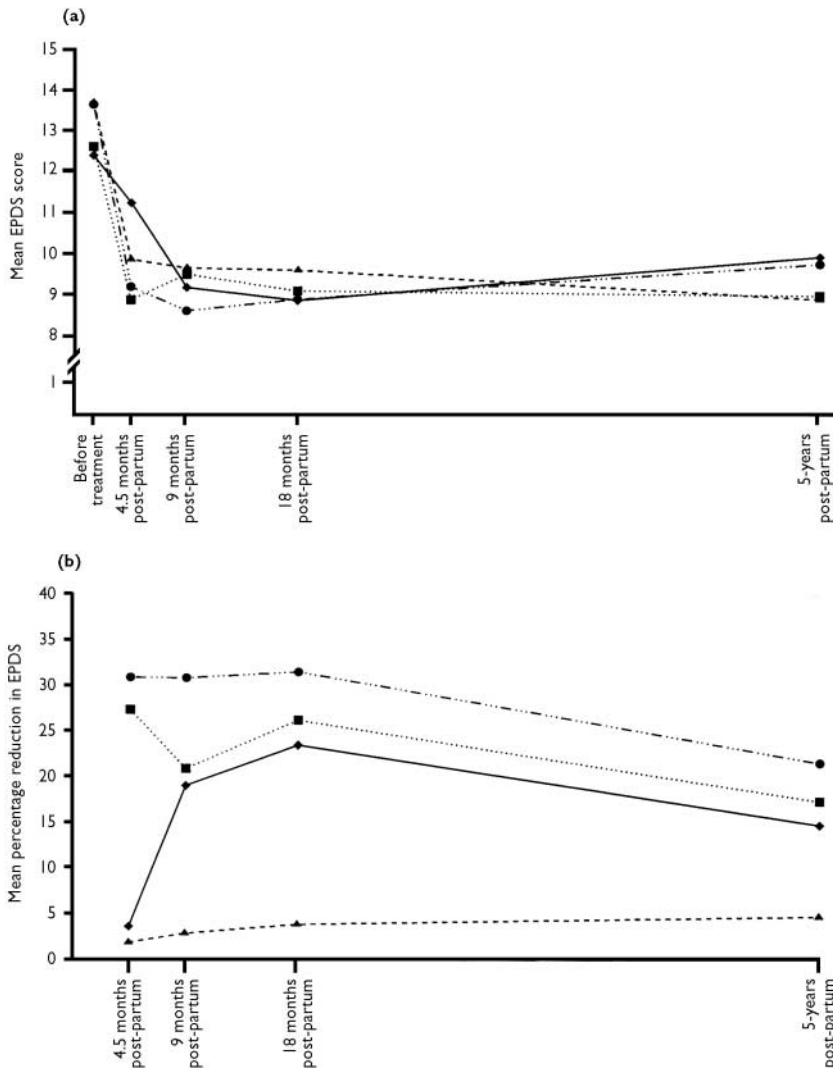 (a)
15
14
13
12
11
10
9
8
1
Mean EPDS score
Before
treatment
4.5 months
post-partum
9 months
post-partum
18 months
post-partum
5-years
post-partum
(b)
40
35
30
25
20
15
10
5
0
Mean percentage reduction in EPDS
4.5 months
post-partum
9 months
post-partum
18 months
post-partum
5-years
post-partum